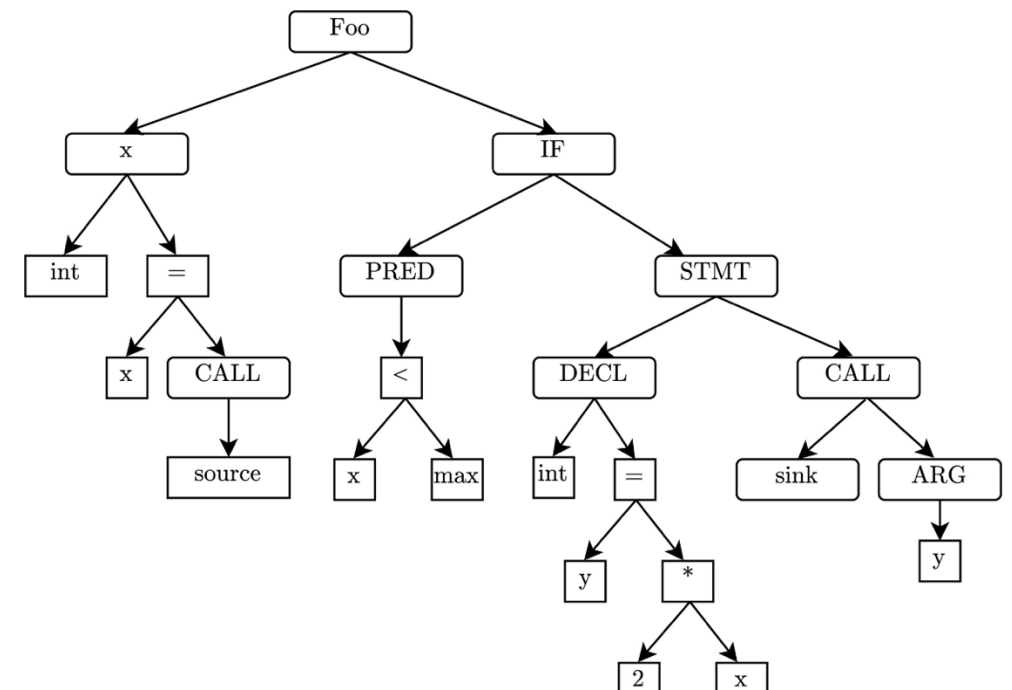 Foo
x
IF
int
=
PRED
STMT
x
CALL
<
DECL
CALL
source
x
max
int
=
sink
ARG
y
*
y
2
x